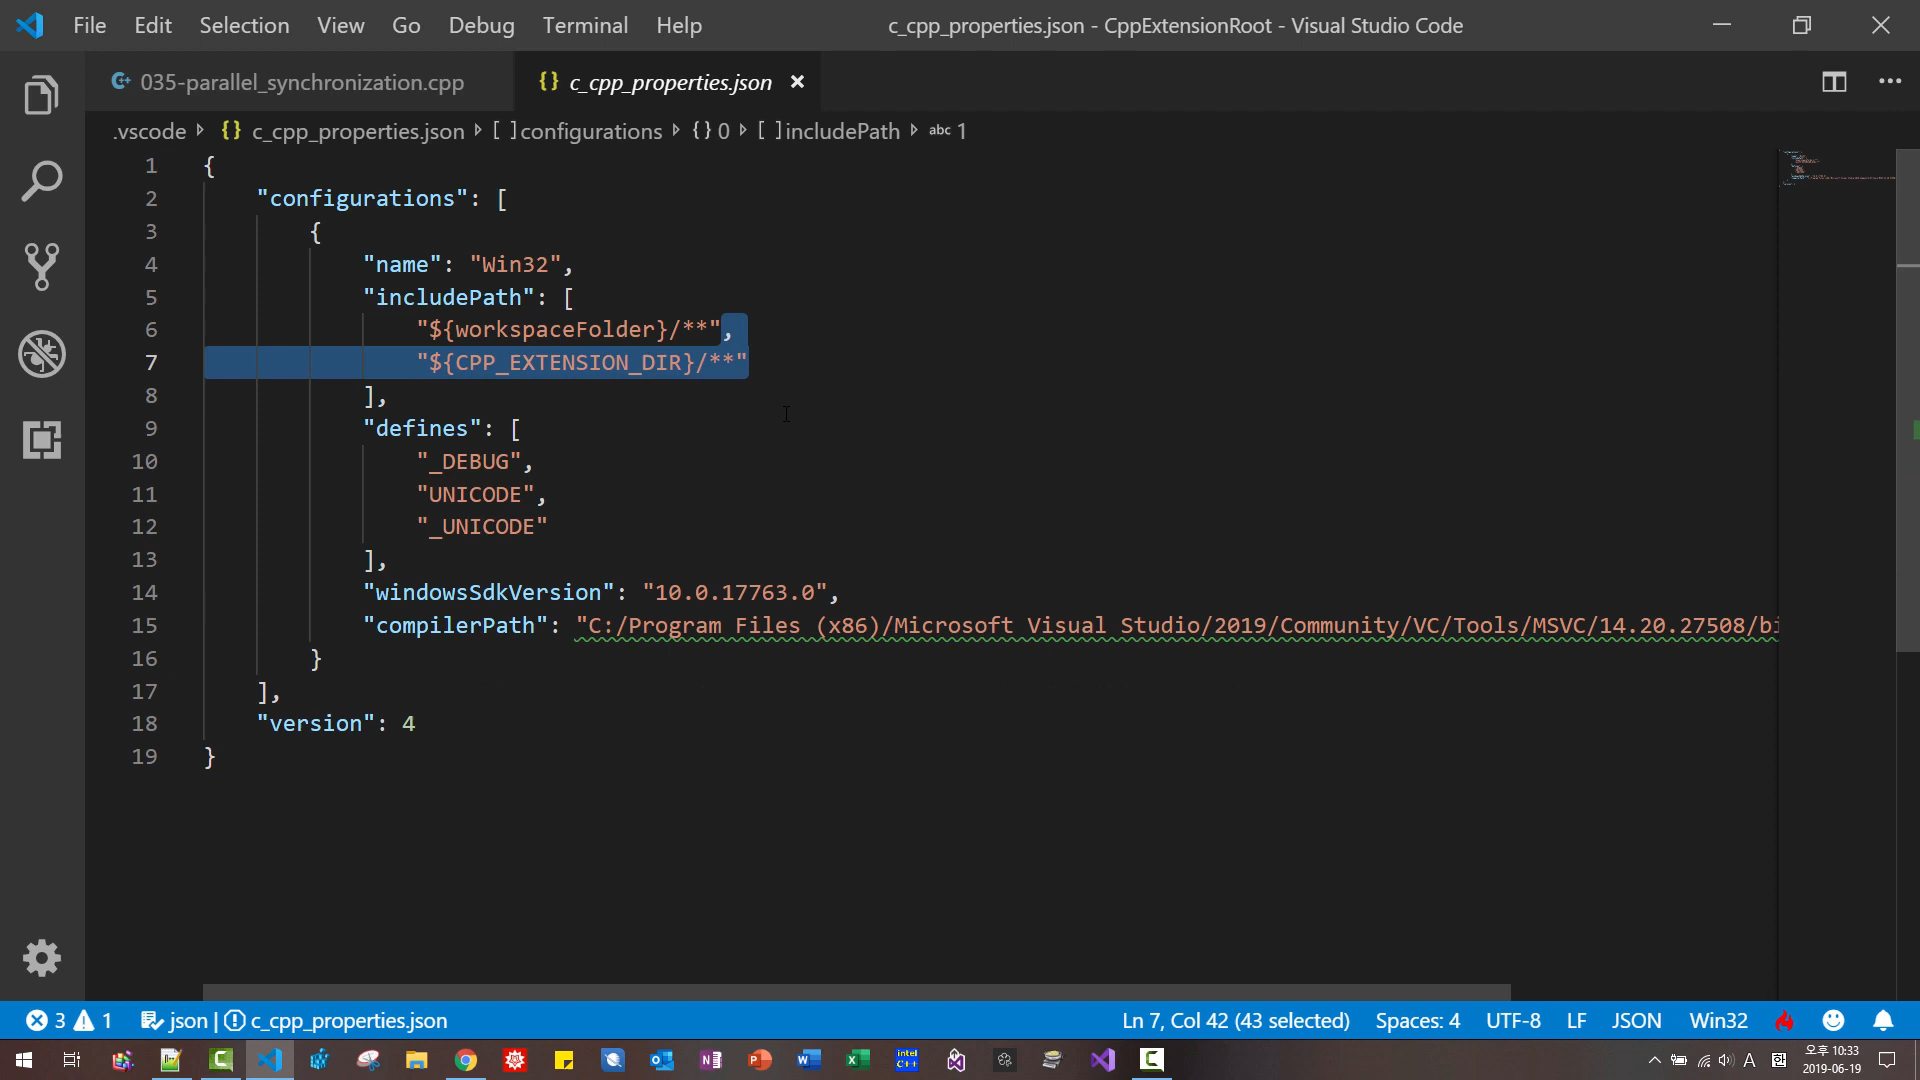 File Edit Selection View Go Debug Terminal Help c_cpp_properties.json - CppExtensionRoot - Visual Studio Code
035-parallel_synchronization.cpp {} c_cpp_properties.json
.vscode {} c_cpp_properties.json [ ] configurations {} 0 [ ] includePath abc 1
1 {
2 "configurations": [
3 {
4 "name": "Win32",
5 "includePath": [
6 "${workspaceFolder}/**",
7 "${CPP_EXTENSION_DIR}/**"
8 ],
9 "defines": [
10 "_DEBUG",
11 "UNICODE",
12 "_UNICODE"
13 ],
14 "windowsSdkVersion": "10.0.17763.0",
15 "compilerPath": "C:/Program Files (x86)/Microsoft Visual Studio/2019/Community/VC/Tools/MSVC/14.20.27508/bi
16 }
17 ],
18 "version": 4
19 }
3 1 json | c_cpp_properties.json Ln 7, Col 42 (43 selected) Spaces: 4 UTF-8 LF JSON Win32
intel C++ A 오후 10:33
2019-06-19